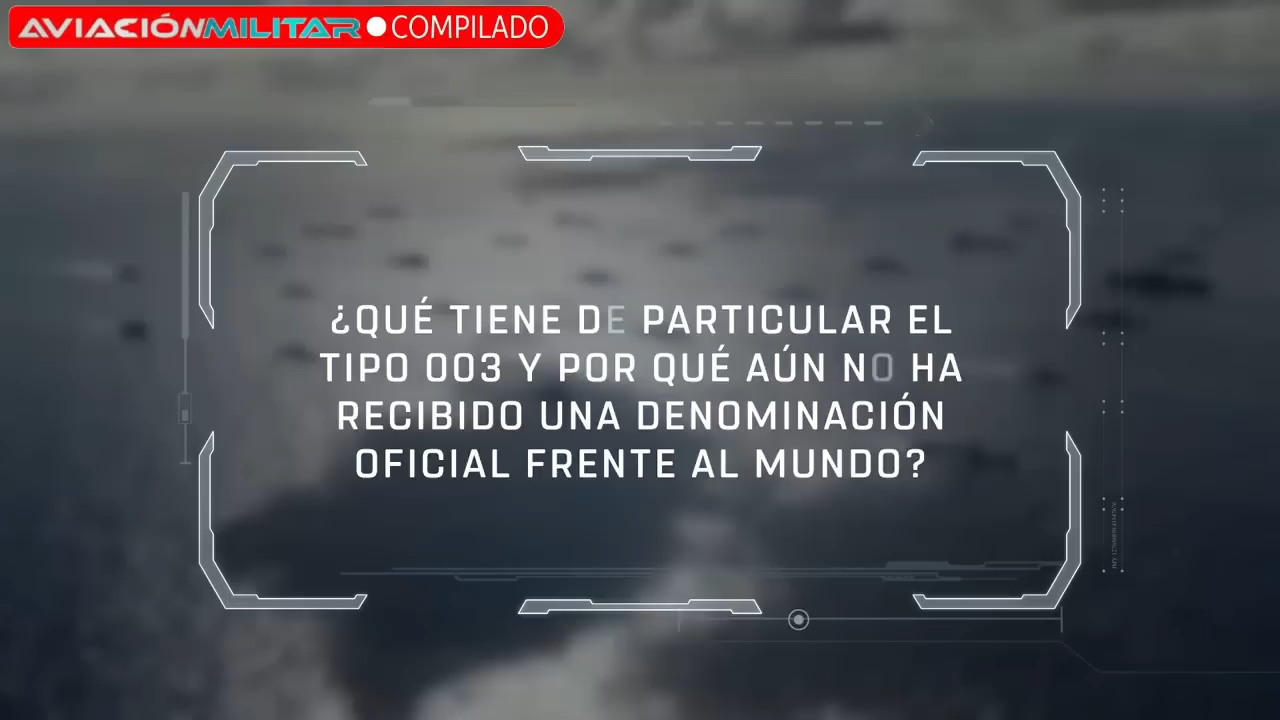 AVIACIÓNMILITAR COMPILADO
¿QUÉ TIENE DE PARTICULAR EL
TIPO 003 Y POR QUÉ AÚN NO HA
RECIBIDO UNA DENOMINACIÓN
OFICIAL FRENTE AL MUNDO?